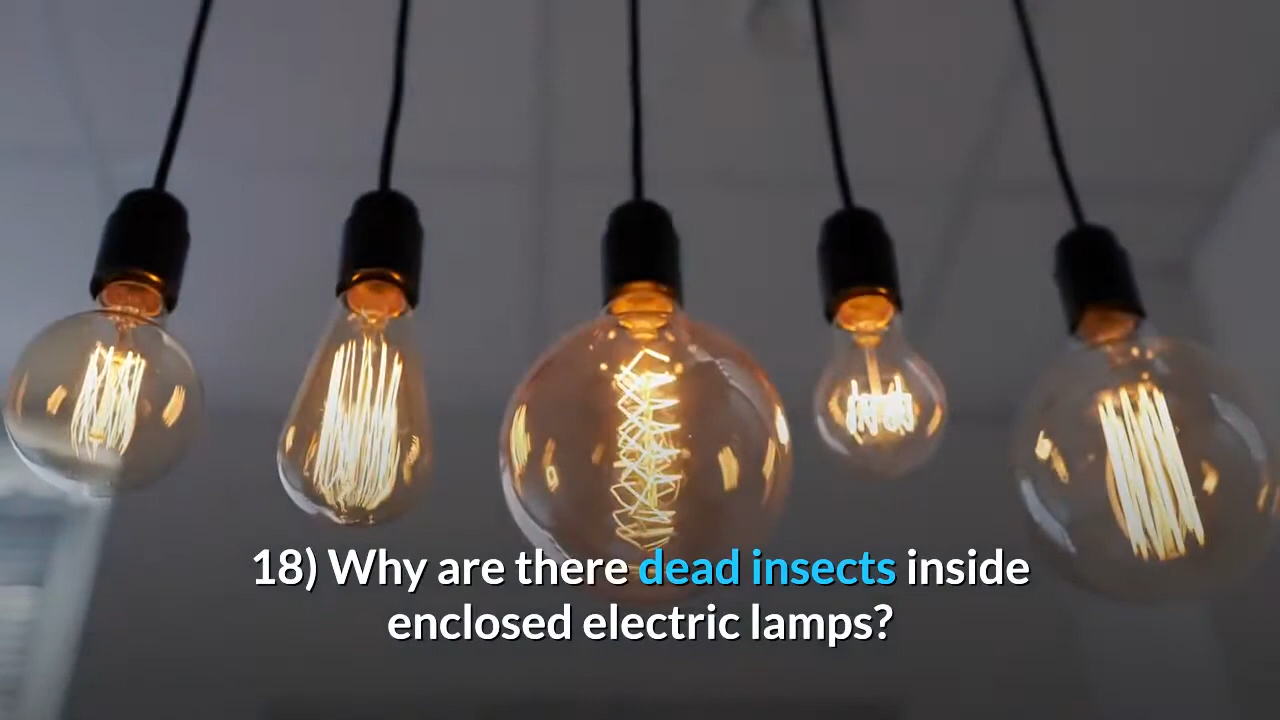 18) Why are there dead insects inside
enclosed electric lamps?